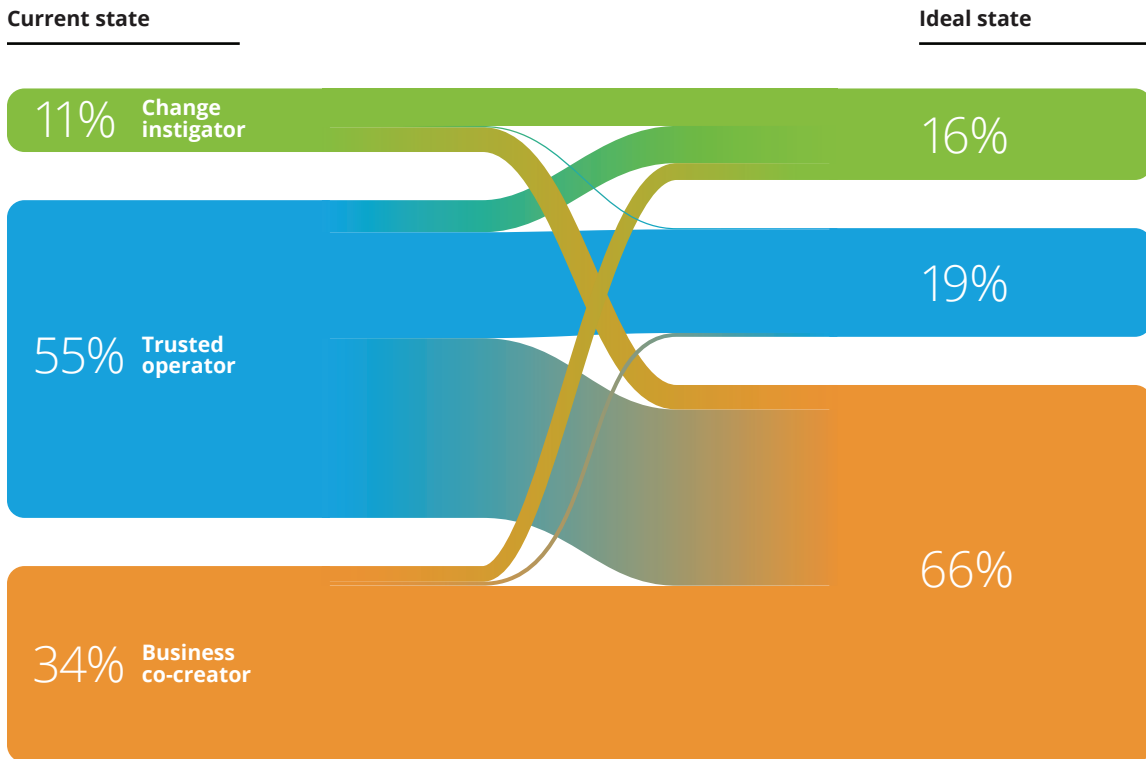 Current state
Ideal state
11%
Change
instigator
16%
19%
55%
Trusted
operator
66%
34%
Business
co-creator